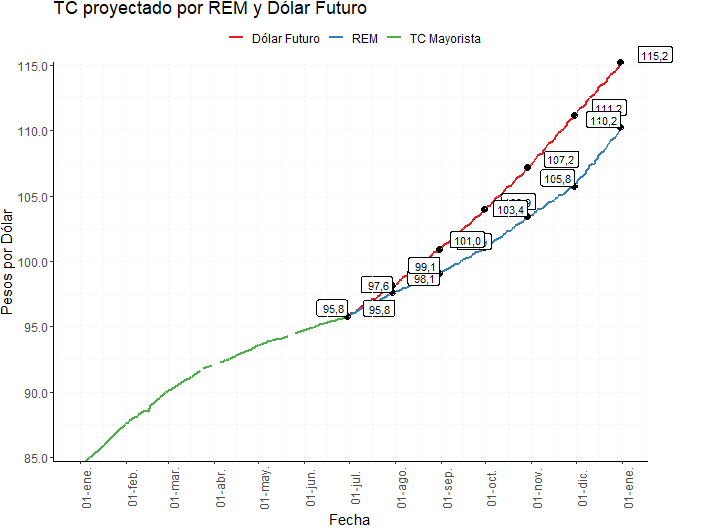 TC proyectado por REM y Dólar Futuro
Dólar Futuro REM TC Mayorista
Pesos por Dólar
115.0
110.0
105.0
100.0
95.0
90.0
85.0
115,2
111,2
110,2
107,2
105,8
103,4
101,0
99,1
98,1
97,6
95,8
95,8
01-ene.
01-feb.
01-mar.
01-abr.
01-may.
01-jun.
01-jul.
01-ago.
01-sep.
01-oct.
01-nov.
01-dic.
01-ene.
Fecha